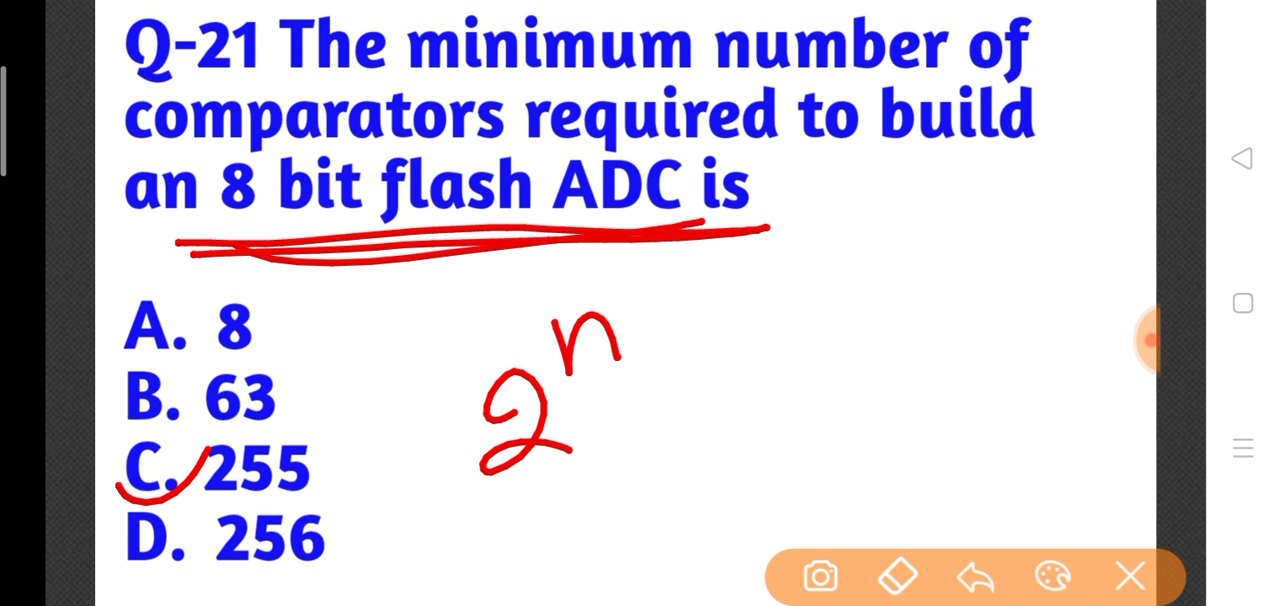 Q-21 The minimum number of
comparators required to build
an 8 bit flash ADC is
A. 8
B. 63
C. 255
D. 256
2^n